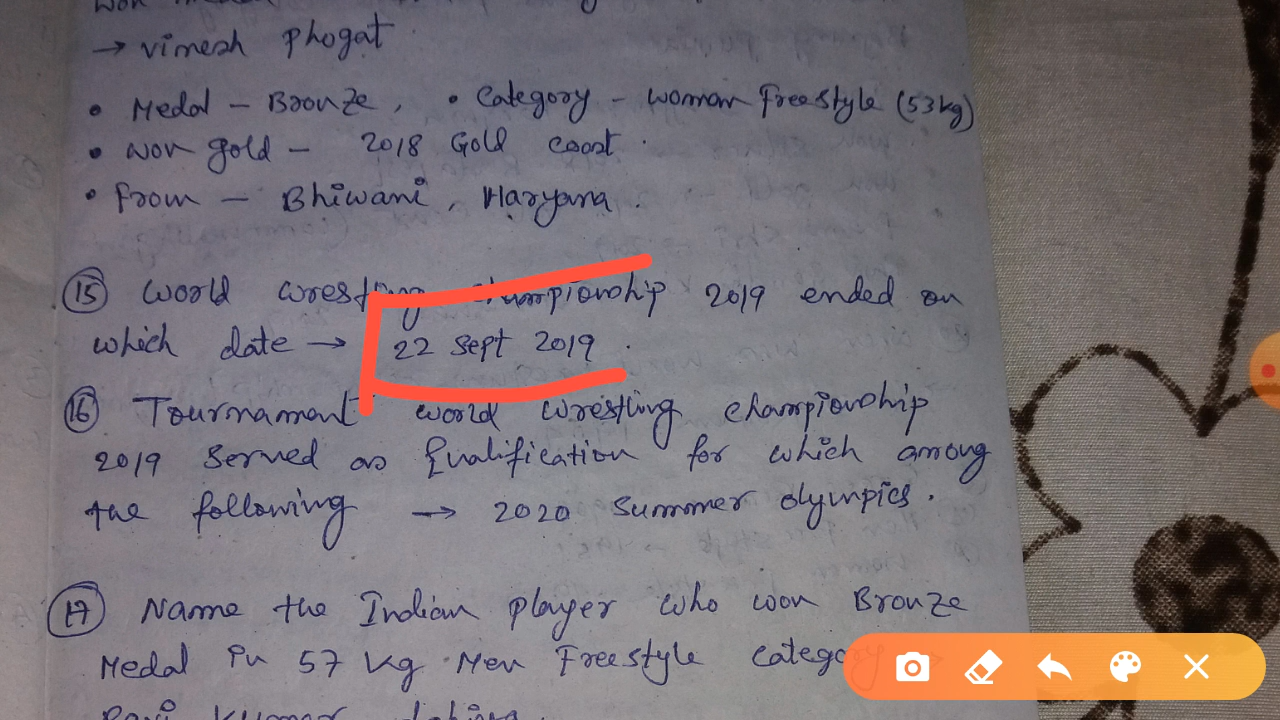 → vinesh phogat
• Medal – Bronze, • Category – woman Freestyle (53kg)
• won gold – 2018 Gold coast.
• From – Bhiwani, Haryana.
15 World wrestling championship 2019 ended on
which date → 22 Sept 2019.
16 Tournament world wrestling championship
2019 served as qualification for which among
the following → 2020 Summer olympics.
17 Name the Indian player who won Bronze
Medal in 57 kg Men Freestyle category
Ravi Kumar